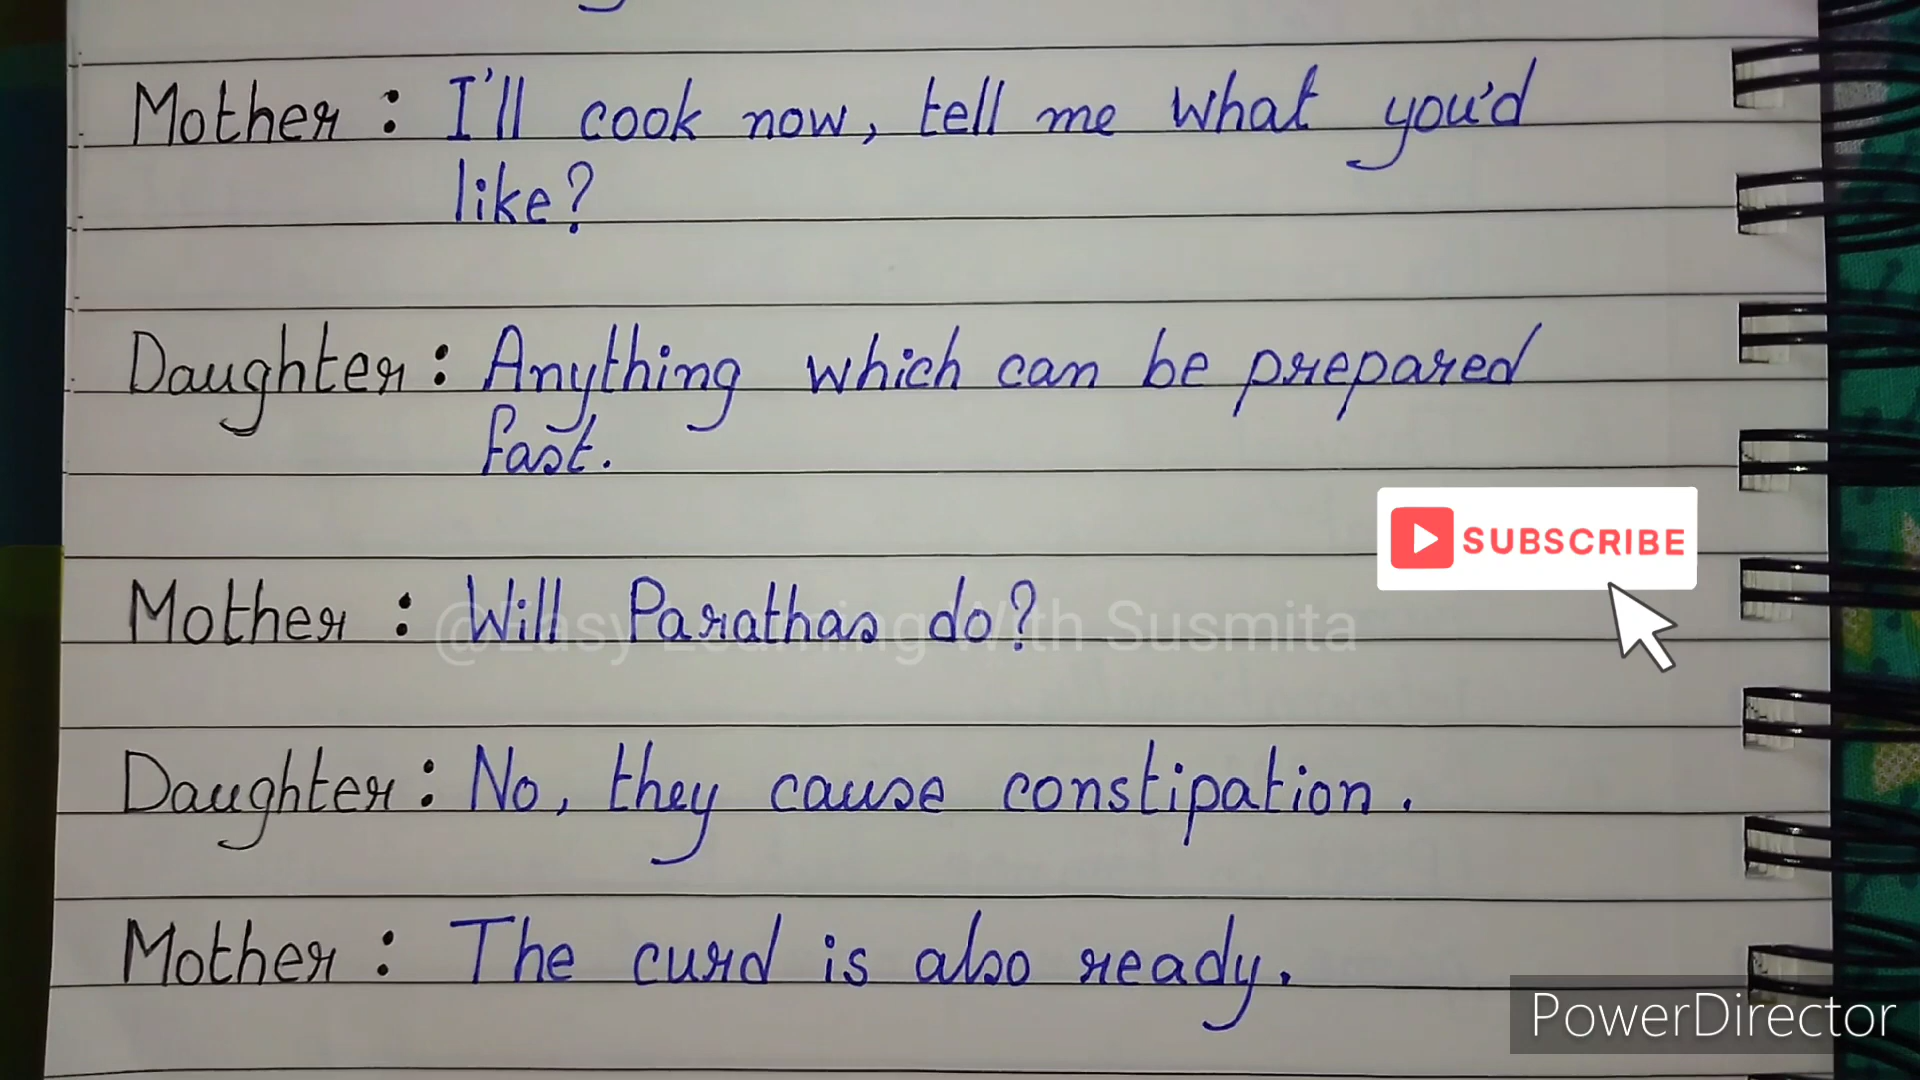 Mother : I'll cook now, tell me what you'd
like?
Daughter : Anything which can be prepared
fast.
SUBSCRIBE
Mother : Will Parathas do?
@Easy Learning With Susmita
Daughter : No, they cause constipation.
Mother : The curd is also ready.
PowerDirector